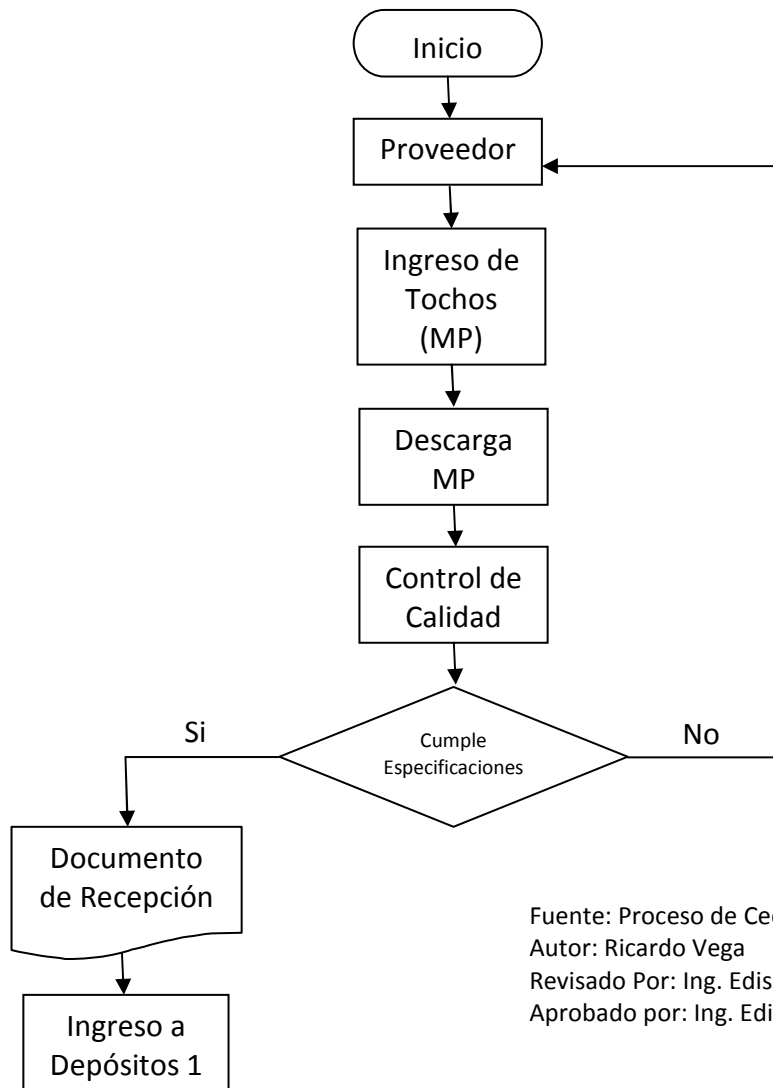 Inicio
Proveedor
Ingreso de
Tochos
(MP)
Descarga
MP
Control de
Calidad
Si
Cumple
Especificaciones
No
Documento
de Recepción
Ingreso a
Depósitos 1
Fuente: Proceso de
Autor: Ricardo Vega
Revisado Por: Ing.
Aprobado por: Ing.